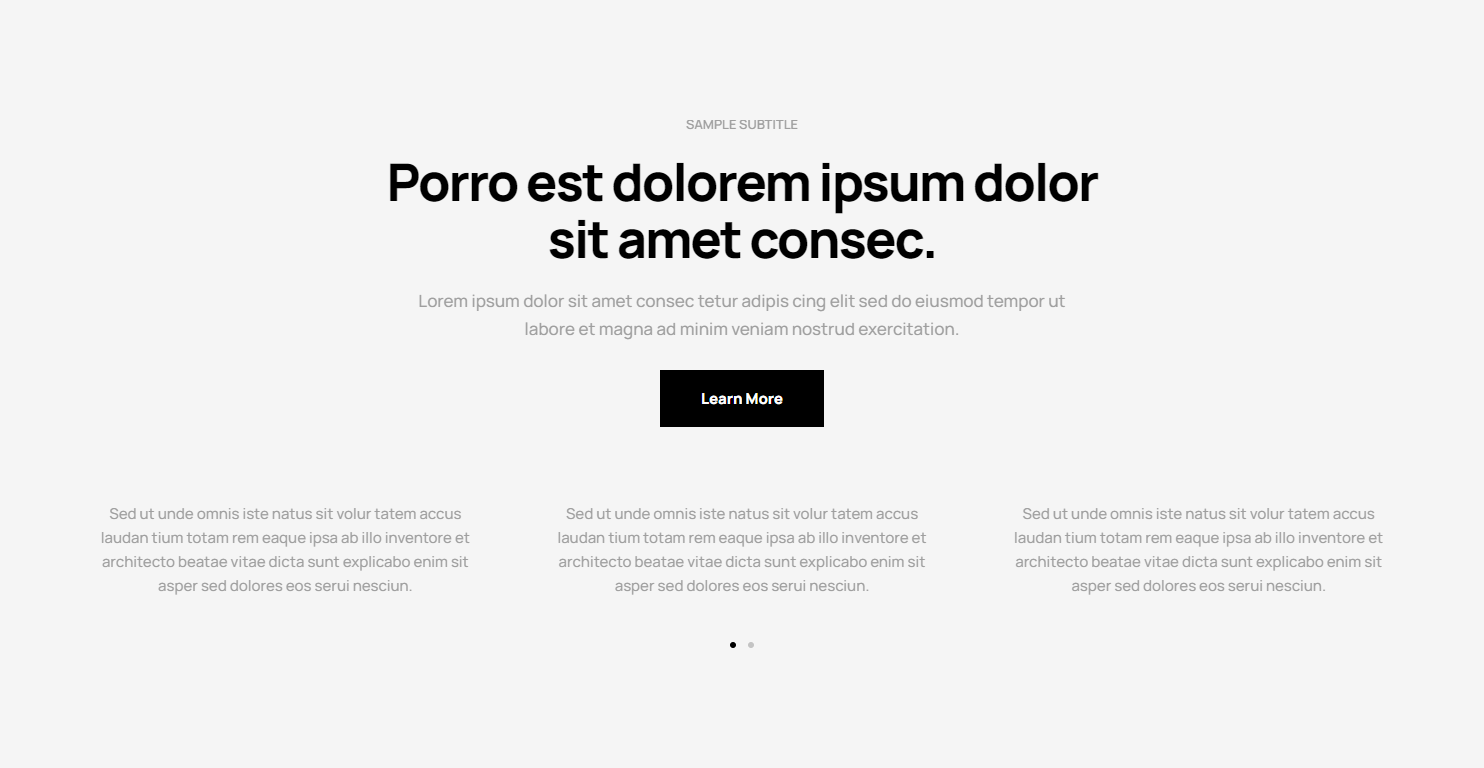 SAMPLE SUBTITLE
Porro est dolorem ipsum dolor
sit amet consec.
Lorem ipsum dolor sit amet consec tetur adipis cing elit sed do eiusmod tempor ut
labore et magna ad minim veniam nostrud exercitation.
Learn More
Sed ut unde omnis iste natus sit volur tatem accus
laudan tium totam rem eaque ipsa ab illo inventore et
architecto beatae vitae dicta sunt explicabo enim sit
asper sed dolores eos serui nesciun.
Sed ut unde omnis iste natus sit volur tatem accus
laudan tium totam rem eaque ipsa ab illo inventore et
architecto beatae vitae dicta sunt explicabo enim sit
asper sed dolores eos serui nesciun.
Sed ut unde omnis iste natus sit volur tatem accus
laudan tium totam rem eaque ipsa ab illo inventore et
architecto beatae vitae dicta sunt explicabo enim sit
asper sed dolores eos serui nesciun.